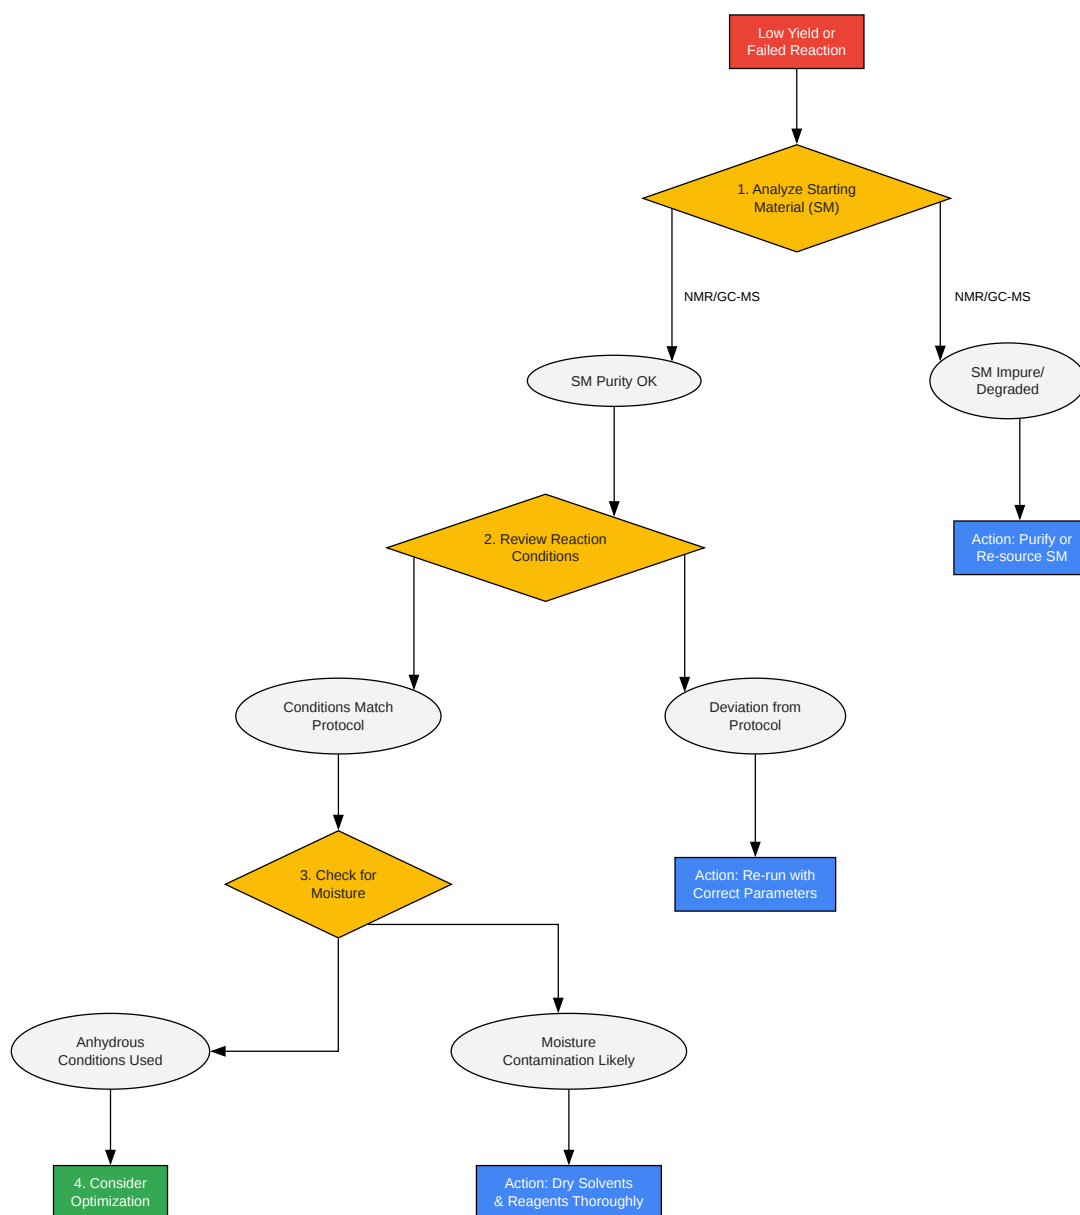 Low Yield or
Failed Reaction
1. Analyze Starting
Material (SM)
NMR/GC-MS
NMR/GC-MS
SM Purity OK
SM Impure/
Degraded
2. Review Reaction
Conditions
Action: Purify or
Re-source SM
Conditions Match
Protocol
Deviation from
Protocol
3. Check for
Moisture
Action: Re-run with
Correct Parameters
Anhydrous
Conditions Used
Moisture
Contamination Likely
4. Consider
Optimization
Action: Dry Solvents
& Reagents Thoroughly